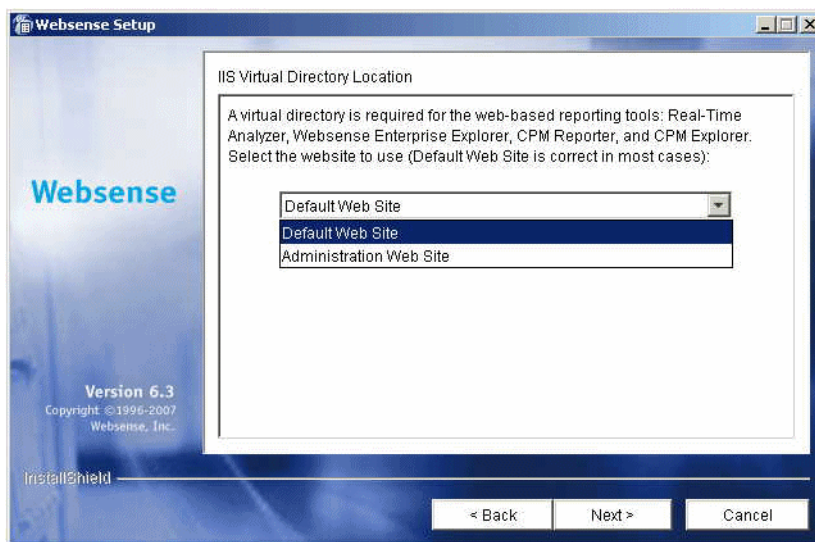 Websense Setup
IIS Virtual Directory Location
A virtual directory is required for the web-based reporting tools: Real-Time
Analyzer, Websense Enterprise Explorer, CPM Reporter, and CPM Explorer.
Select the website to use (Default Web Site is correct in most cases):
Websense
Default Web Site
Default Web Site
Administration Web Site
Version 6.3
Copyright ©1996-2007
Websense, Inc.
InstallShield
< Back
Next >
Cancel